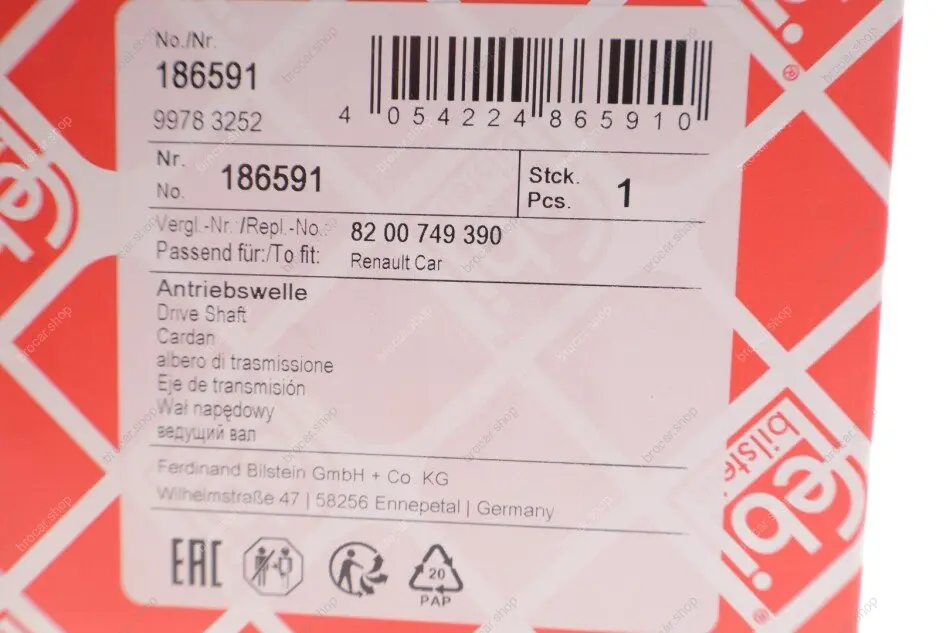 No./Nr.
186591
9978 3252
4 054224 865910
Nr.
No.
186591
Stck.
Pcs.
1
Vergl.-Nr.:/Repl.-No.: 82 00 749 390
Passend für:/To fit: Renault Car
Antriebswelle
Drive Shaft
Cardan
albero di trasmissione
Eje de transmisión
Wał napędowy
ведущий вал
Ferdinand Bilstein GmbH + Co KG
Wilhelmstraße 47 | 58256 Ennepetal | Germany
EAC
20
PAP
febi
bilstein
brocar.shop